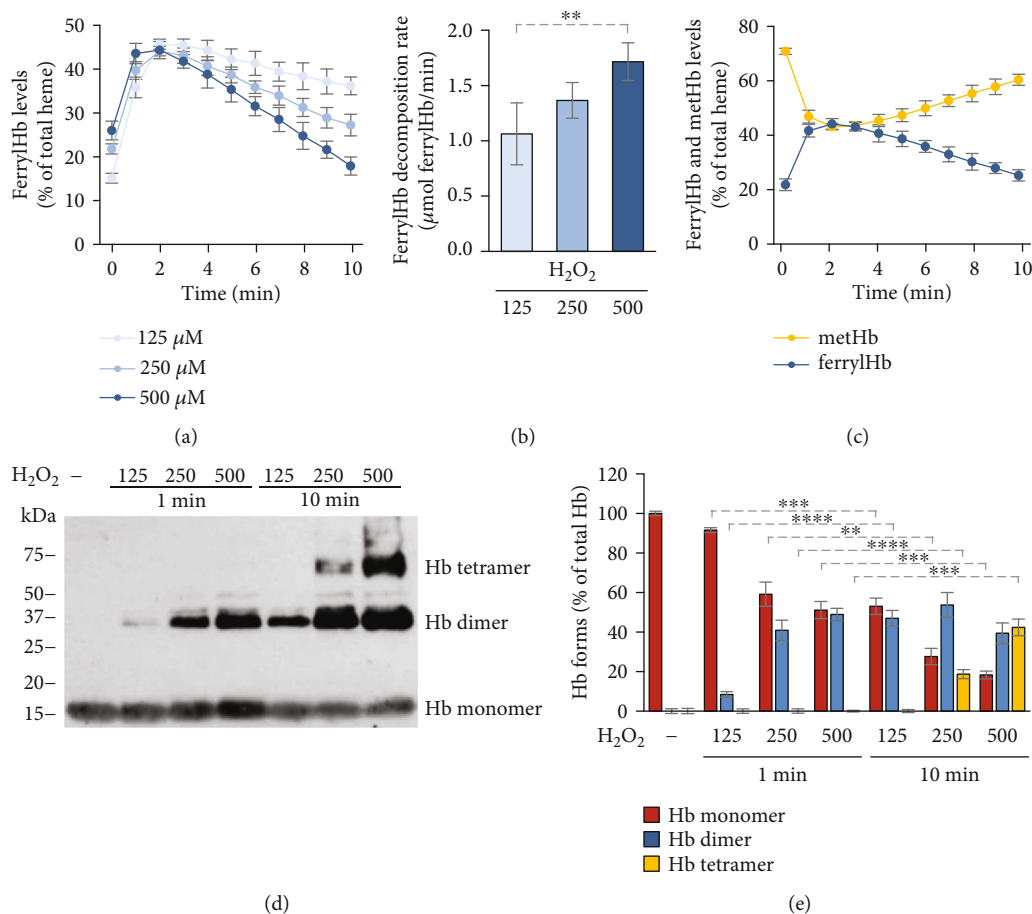 FerrylHb levels
(% of total heme)
50
40
30
20
10
0
0 2 4 6 8 10
Time (min)
125 μM
250 μM
500 μM
(a)
FerrylHb decomposition rate
(μmol ferrylHb/min)
2.0
1.5
1.0
0.5
0.0
**
H₂O₂
125 250 500
(b)
FerrylHb and metHb levels
(% of total heme)
80
60
40
20
0
0 2 4 6 8 10
Time (min)
metHb
ferrylHb
(c)
H₂O₂ – 125 250 500 125 250 500
1 min 10 min
kDa
75–
50–
37–
25–
20–
15–
Hb tetramer
Hb dimer
Hb monomer
(d)
Hb forms (% of total Hb)
120
100
80
60
40
20
0
***
****
**
****
***
***
H₂O₂ – 125 250 500 125 250 500
1 min 10 min
Hb monomer
Hb dimer
Hb tetramer
(e)